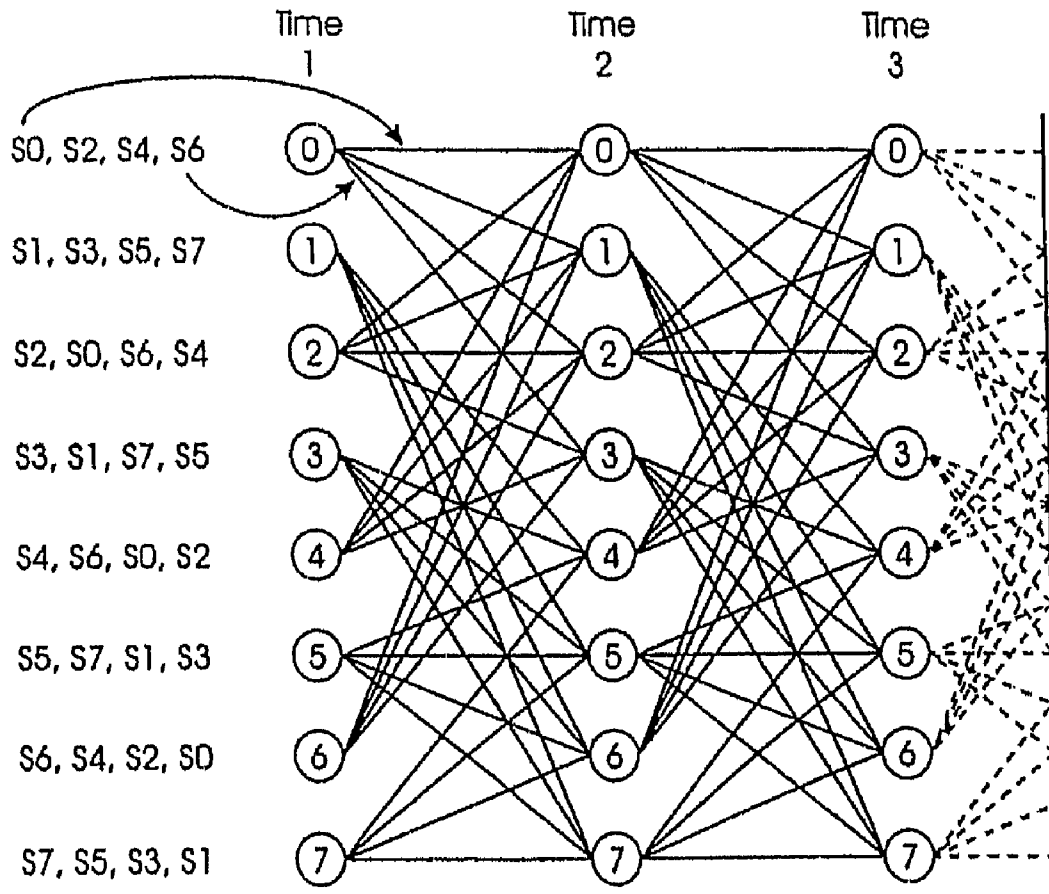 Time Time Time
1 2 3
S0, S2, S4, S6 0 0 0
S1, S3, S5, S7 1 1 1
S2, S0, S6, S4 2 2 2
S3, S1, S7, S5 3 3 3
S4, S6, S0, S2 4 4 4
S5, S7, S1, S3 5 5 5
S6, S4, S2, S0 6 6 6
S7, S5, S3, S1 7 7 7